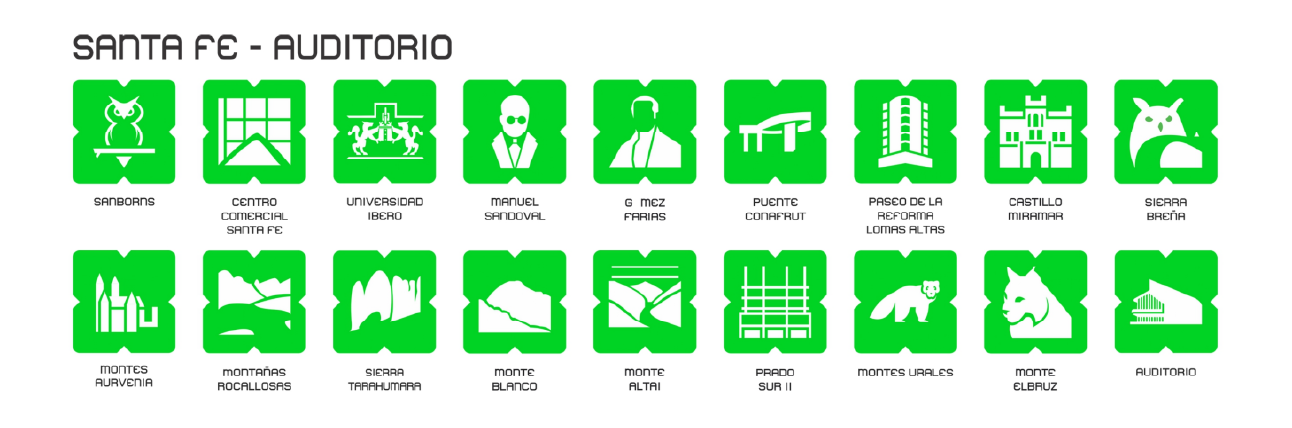 SANTA FE - AUDITORIO
SANBORNS
CENTRO
COMERCIAL
SANTA FE
UNIVERSIDAD
IBERO
MANUEL
SANDOVAL
G MEZ
FARIAS
PUENTE
CONAFRUT
PASEO DE LA
REFORMA
LOMAS ALTAS
CASTILLO
MIRAMAR
SIERRA
BREÑA
MONTES
AURVENIA
MONTAÑAS
ROCALLOSAS
SIERRA
TARAHUMARA
MONTE
BLANCO
MONTE
ALTAI
PRADO
SUR II
MONTES URALES
MONTE
ELBRUZ
AUDITORIO